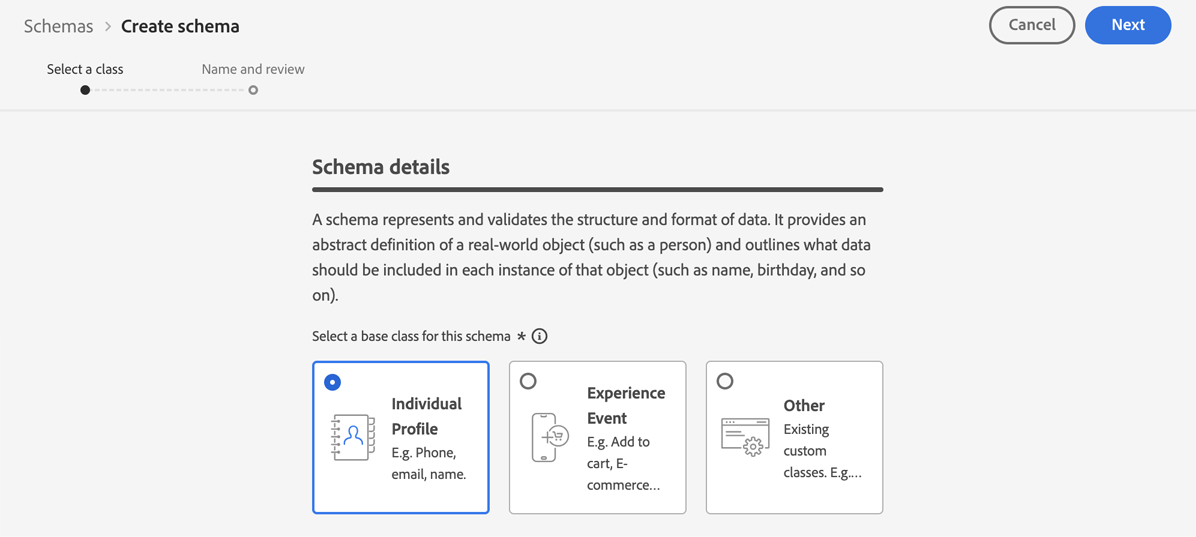 Schemas > Create schema
Cancel
Next
Select a class
Name and review
Schema details
A schema represents and validates the structure and format of data. It provides an
abstract definition of a real-world object (such as a person) and outlines what data
should be included in each instance of that object (such as name, birthday, and so
on).
Select a base class for this schema *
Individual
Profile
E.g. Phone,
email, name.
Experience
Event
E.g. Add to
cart, E-
commerce...
Other
Existing
custom
classes. E.g....